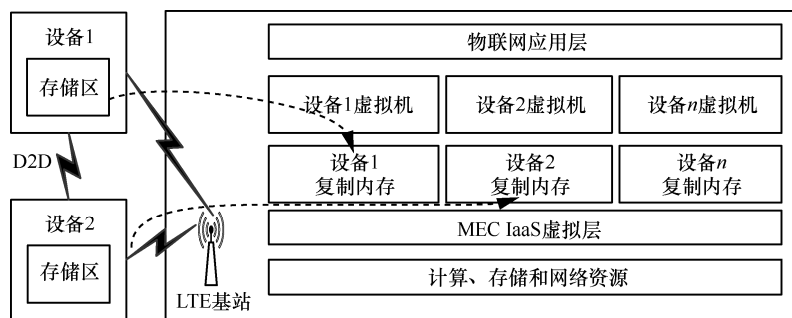 设备1
存储区
D2D
设备2
存储区
LTE基站
物联网应用层
设备1虚拟机
设备2虚拟机
设备n虚拟机
设备1
复制内存
设备2
复制内存
设备n
复制内存
MEC IaaS虚拟层
计算、存储和网络资源